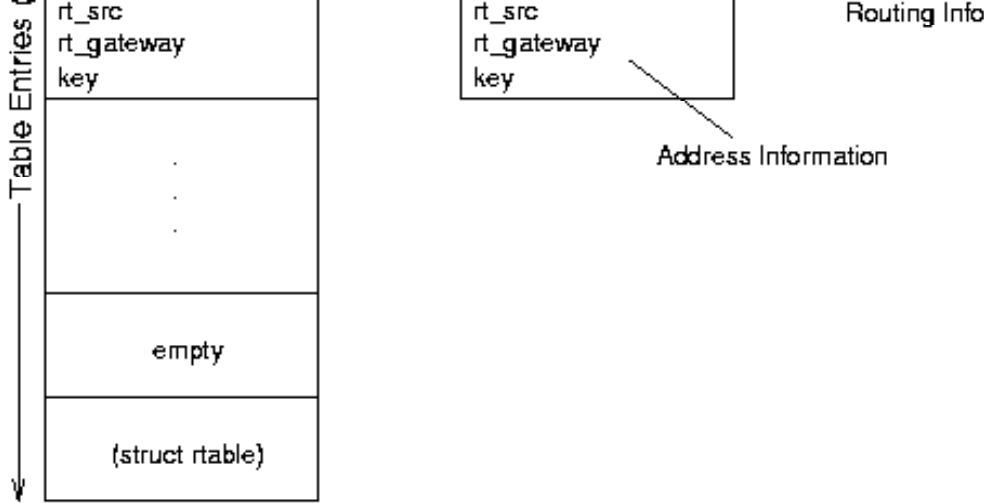 rt_src
rt_gateway
key
rt_src
rt_gateway
key
Routing Info
Address Information
Table Entries
empty
(struct rtable)